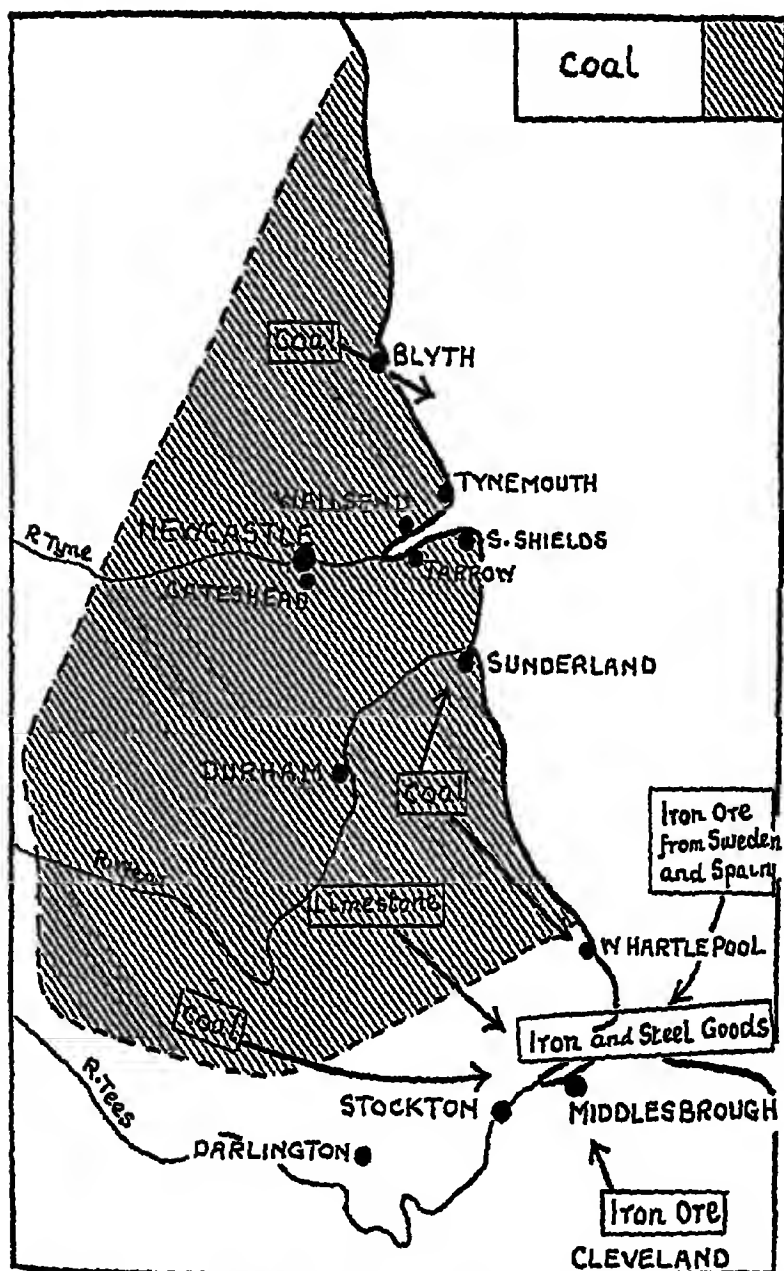 Coal
Coal
BLYTH
TYNEMOUTH
WALLSEND
NEWCASTLE
R Tyne
S. SHIELDS
TARROW
GATESHEAD
SUNDERLAND
DURHAM
Coal
Iron Ore
from Sweden
and Spain
R. Wear
Limestone
W HARTLEPOOL
Coal
Iron and Steel Goods
R. Tees
STOCKTON
MIDDLESBROUGH
DARLINGTON
Iron Ore
CLEVELAND